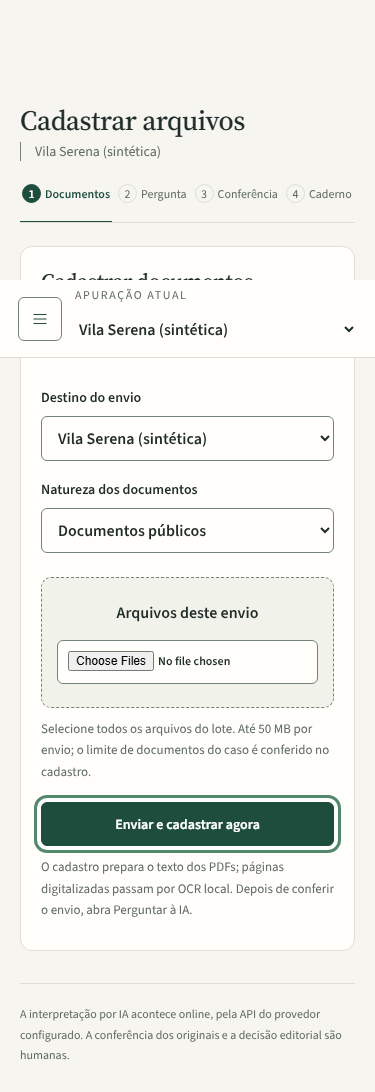 Cadastrar arquivos
Vila Serena (sintética)
1 Documentos 2 Pergunta 3 Conferência 4 Caderno
Cadastrar documentos
APURAÇÃO ATUAL
Vila Serena (sintética)
Destino do envio
Vila Serena (sintética)
Natureza dos documentos
Documentos públicos
Arquivos deste envio
Choose Files No file chosen
Selecione todos os arquivos do lote. Até 50 MB por
envio; o limite de documentos do caso é conferido no
cadastro.
Enviar e cadastrar agora
O cadastro prepara o texto dos PDFs; páginas
digitalizadas passam por OCR local. Depois de conferir
o envio, abra Perguntar à IA.
A interpretação por IA acontece online, pela API do provedor
configurado. A conferência dos originais e a decisão editorial são
humanas.